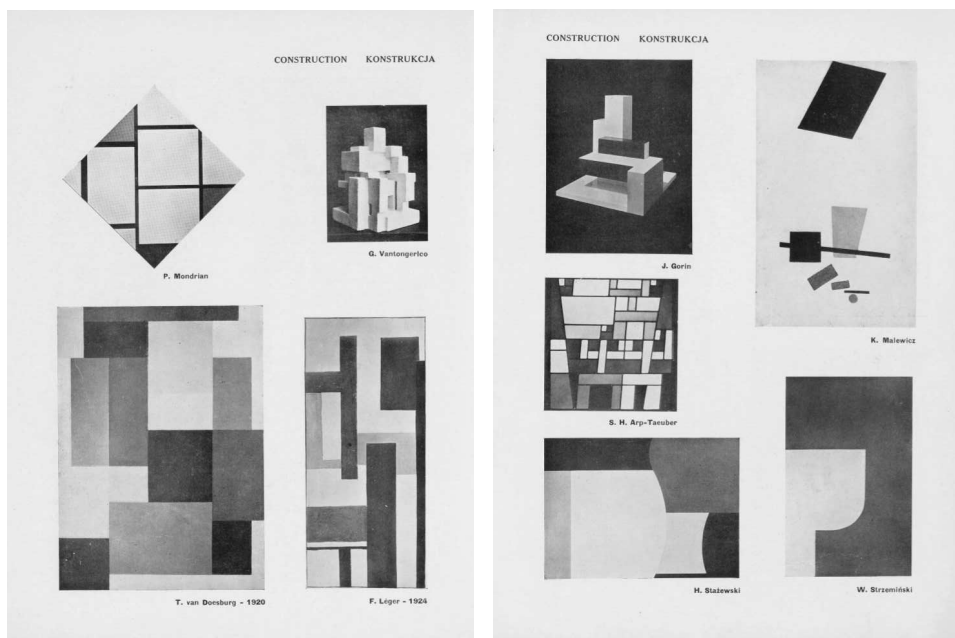 CONSTRUCTION KONSTRUKCJA
P. Mondrian
G. Vantongerloo
T. van Doesburg - 1920
F. Léger - 1924
CONSTRUCTION KONSTRUKCJA
J. Gorin
K. Malewicz
S. H. Arp-Taeuber
H. Stażewski
W. Strzemiński